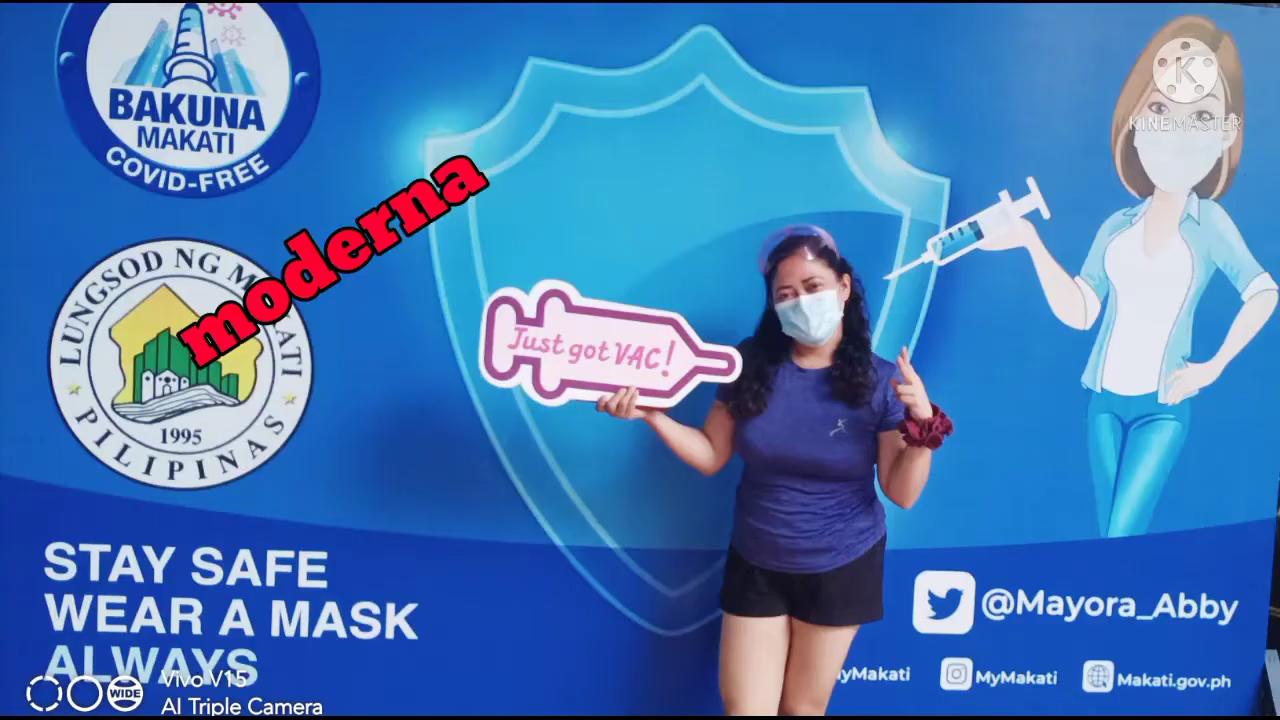 BAKUNA
MAKATI
COVID-FREE
KINEMASTER
moderna
LUNGSOD NG MAKATI
1995
PILIPINAS
Just got VAC!
STAY SAFE
WEAR A MASK
ALWAYS
@Mayora_Abby
yMakati
MyMakati
Makati.gov.ph
WIDE
Vivo V15
AI Triple Camera